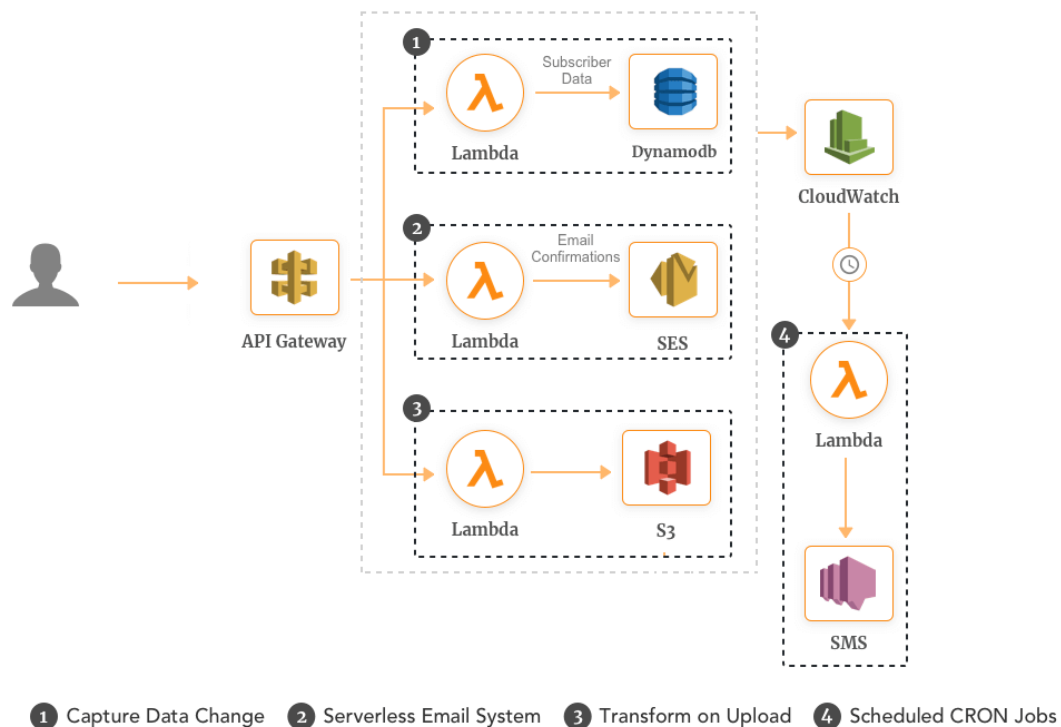 1
Subscriber
Data
Lambda
Dynamodb
CloudWatch
2
Email
Confirmations
API Gateway
Lambda
SES
4
Lambda
3
Lambda
S3
SMS
1 Capture Data Change 2 Serverless Email System 3 Transform on Upload 4 Scheduled CRON Jobs